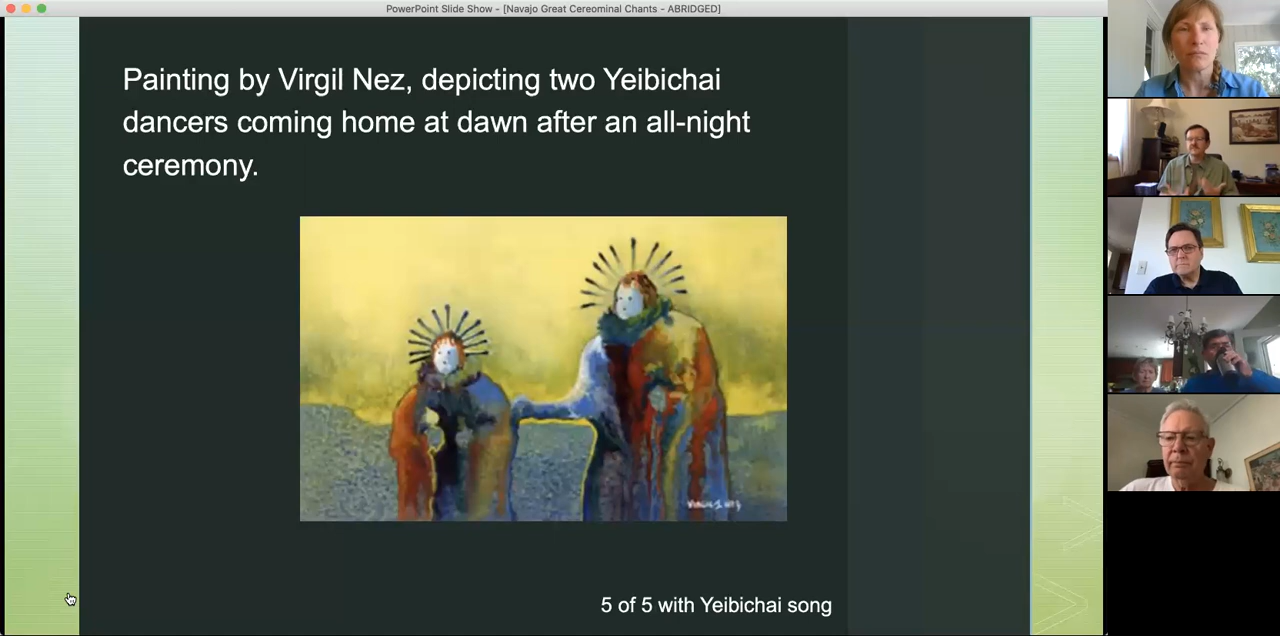 PowerPoint Slide Show - [Navajo Great Cereominal Chants - ABRIDGED]
Painting by Virgil Nez, depicting two Yeibichai
dancers coming home at dawn after an all-night
ceremony.
5 of 5 with Yeibichai song